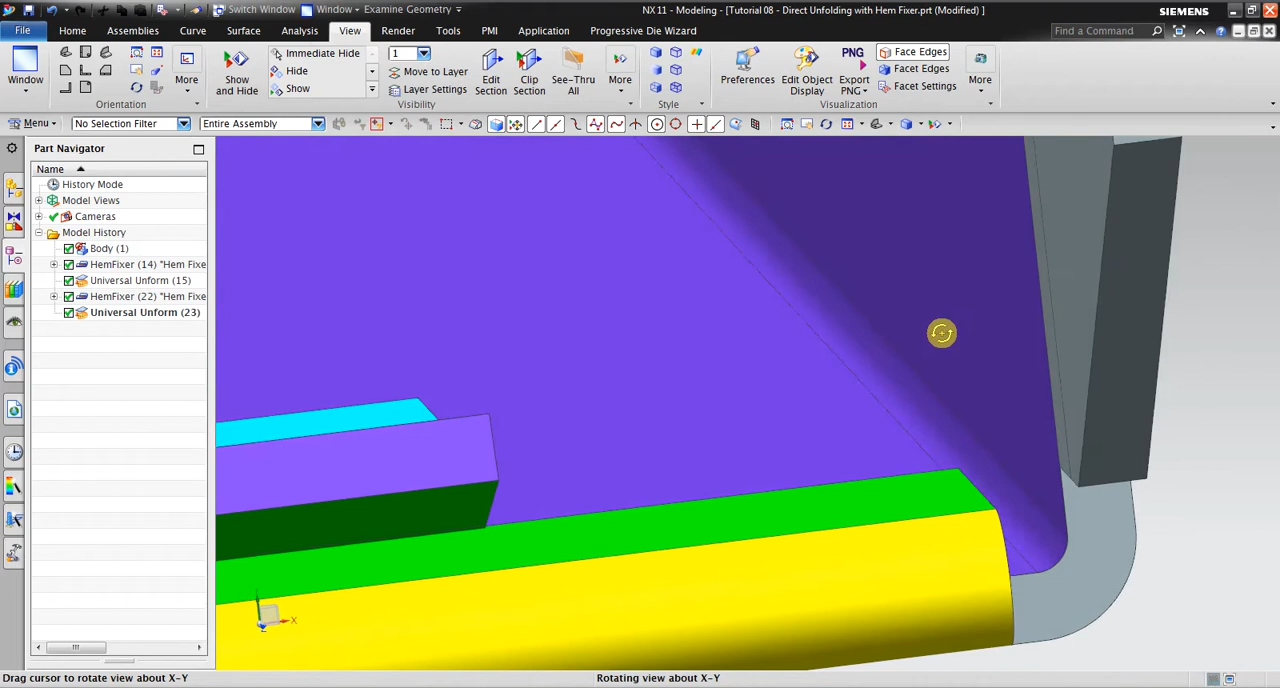 Switch Window Window Examine Geometry NX 11 - Modeling - [Tutorial 08 - Direct Unfolding with Hem Fixer.prt (Modified) ] SIEMENS
File Home Assemblies Curve Surface Analysis View Render Tools PMI Application Progressive Die Wizard Find a Command
Window
More
Orientation
Show and Hide
Immediate Hide
Hide
Show
1
Move to Layer
Layer Settings
Visibility
Edit Section
Clip Section
See-Thru All
More
Style
Preferences
Edit Object Display
PNG
Export PNG
Face Edges
Facet Edges
Facet Settings
Visualization
More
Menu No Selection Filter Entire Assembly
Part Navigator
Name
History Mode
Model Views
Cameras
Model History
Body (1)
HemFixer (14) "Hem Fixe
Universal Unform (15)
HemFixer (22) "Hem Fixe
Universal Unform (23)
X
Z
Drag cursor to rotate view about X-Y Rotating view about X-Y